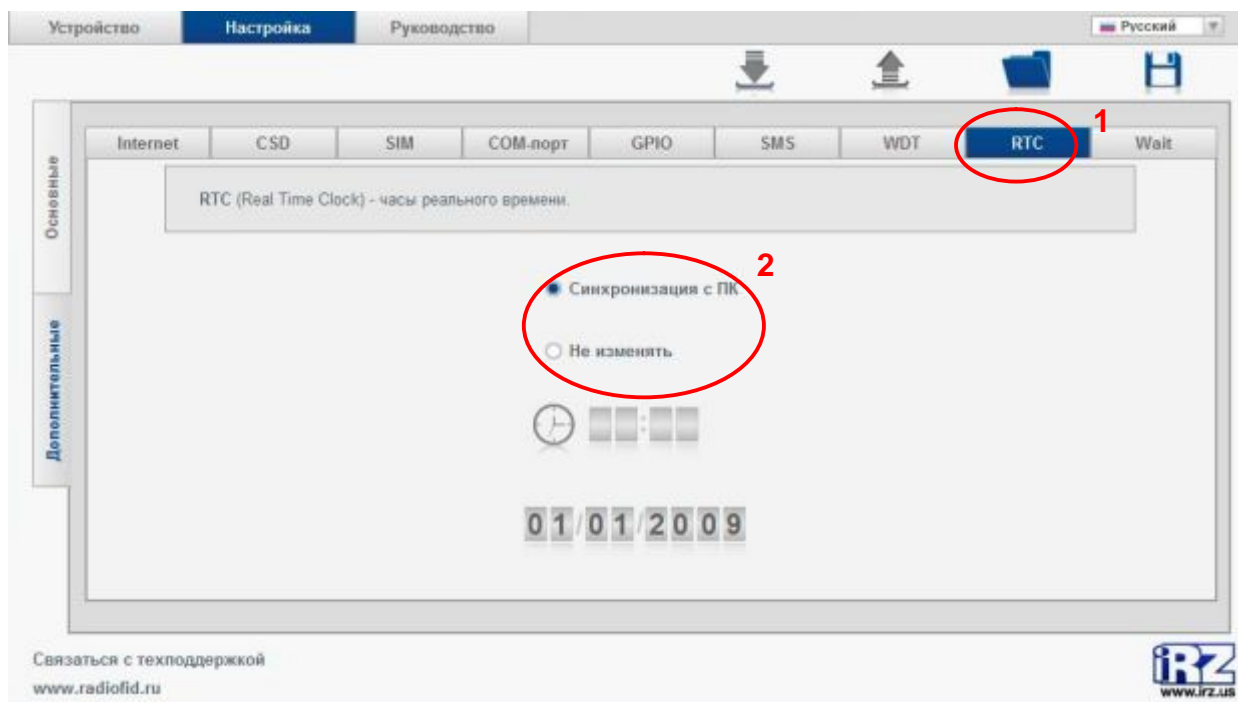 Устройство Настройка Руководство Русский
1
Internet CSD SIM COM-порт GPIO SMS WDT RTC Wait
Основные
RTC (Real Time Clock) - часы реального времени.
2
Синхронизация с ПК
Не изменять
Дополнительные
:
01/01/2009
Связаться с техподдержкой
www.radiofid.ru
iRZ
www.irz.us